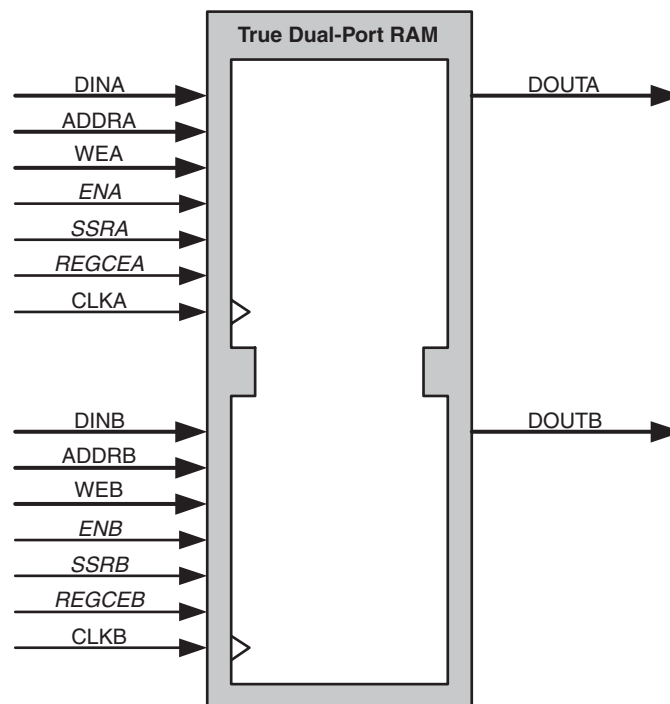 True Dual-Port RAM
DINA
ADDRA
WEA
ENA
SSRA
REGCEA
CLKA
DOUTA
DINB
ADDRB
WEB
ENB
SSRB
REGCEB
CLKB
DOUTB